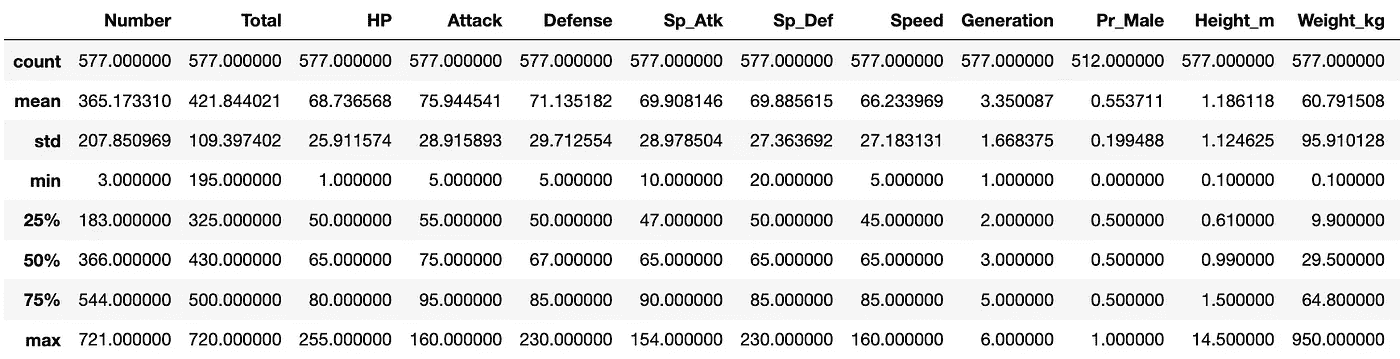 Number Total HP Attack Defense Sp_Atk Sp_Def Speed Generation Pr_Male Height_m Weight_kg
count 577.000000 577.000000 577.000000 577.000000 577.000000 577.000000 577.000000 577.000000 577.000000 512.000000 577.000000 577.000000
mean 365.173310 421.844021 68.736568 75.944541 71.135182 69.908146 69.885615 66.233969 3.350087 0.553711 1.186118 60.791508
std 207.850969 109.397402 25.911574 28.915893 29.712554 28.978504 27.363692 27.183131 1.668375 0.199488 1.124625 95.910128
min 3.000000 195.000000 1.000000 5.000000 5.000000 10.000000 20.000000 5.000000 1.000000 0.000000 0.100000 0.100000
25% 183.000000 325.000000 50.000000 55.000000 50.000000 47.000000 50.000000 45.000000 2.000000 0.500000 0.610000 9.900000
50% 366.000000 430.000000 65.000000 75.000000 67.000000 65.000000 65.000000 65.000000 3.000000 0.500000 0.990000 29.500000
75% 544.000000 500.000000 80.000000 95.000000 85.000000 90.000000 85.000000 85.000000 5.000000 0.500000 1.500000 64.800000
max 721.000000 720.000000 255.000000 160.000000 230.000000 154.000000 230.000000 160.000000 6.000000 1.000000 14.500000 950.000000